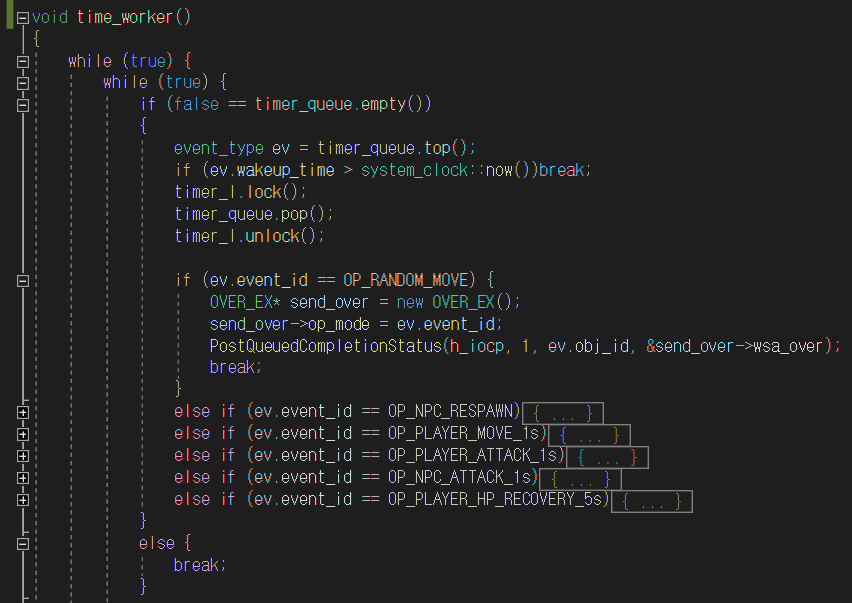 void time_worker()
{
while (true) {
while (true) {
if (false == timer_queue.empty())
{
event_type ev = timer_queue.top();
if (ev.wakeup_time > system_clock::now())break;
timer_l.lock();
timer_queue.pop();
timer_l.unlock();
if (ev.event_id == OP_RANDOM_MOVE) {
OVER_EX* send_over = new OVER_EX();
send_over->op_mode = ev.event_id;
PostQueuedCompletionStatus(h_iocp, 1, ev.obj_id, &send_over->wsa_over);
break;
}
else if (ev.event_id == OP_NPC_RESPAWN){ ... }
else if (ev.event_id == OP_PLAYER_MOVE_1s){ ... }
else if (ev.event_id == OP_PLAYER_ATTACK_1s){ ... }
else if (ev.event_id == OP_NPC_ATTACK_1s){ ... }
else if (ev.event_id == OP_PLAYER_HP_RECOVERY_5s){ ... }
}
else {
break;
}